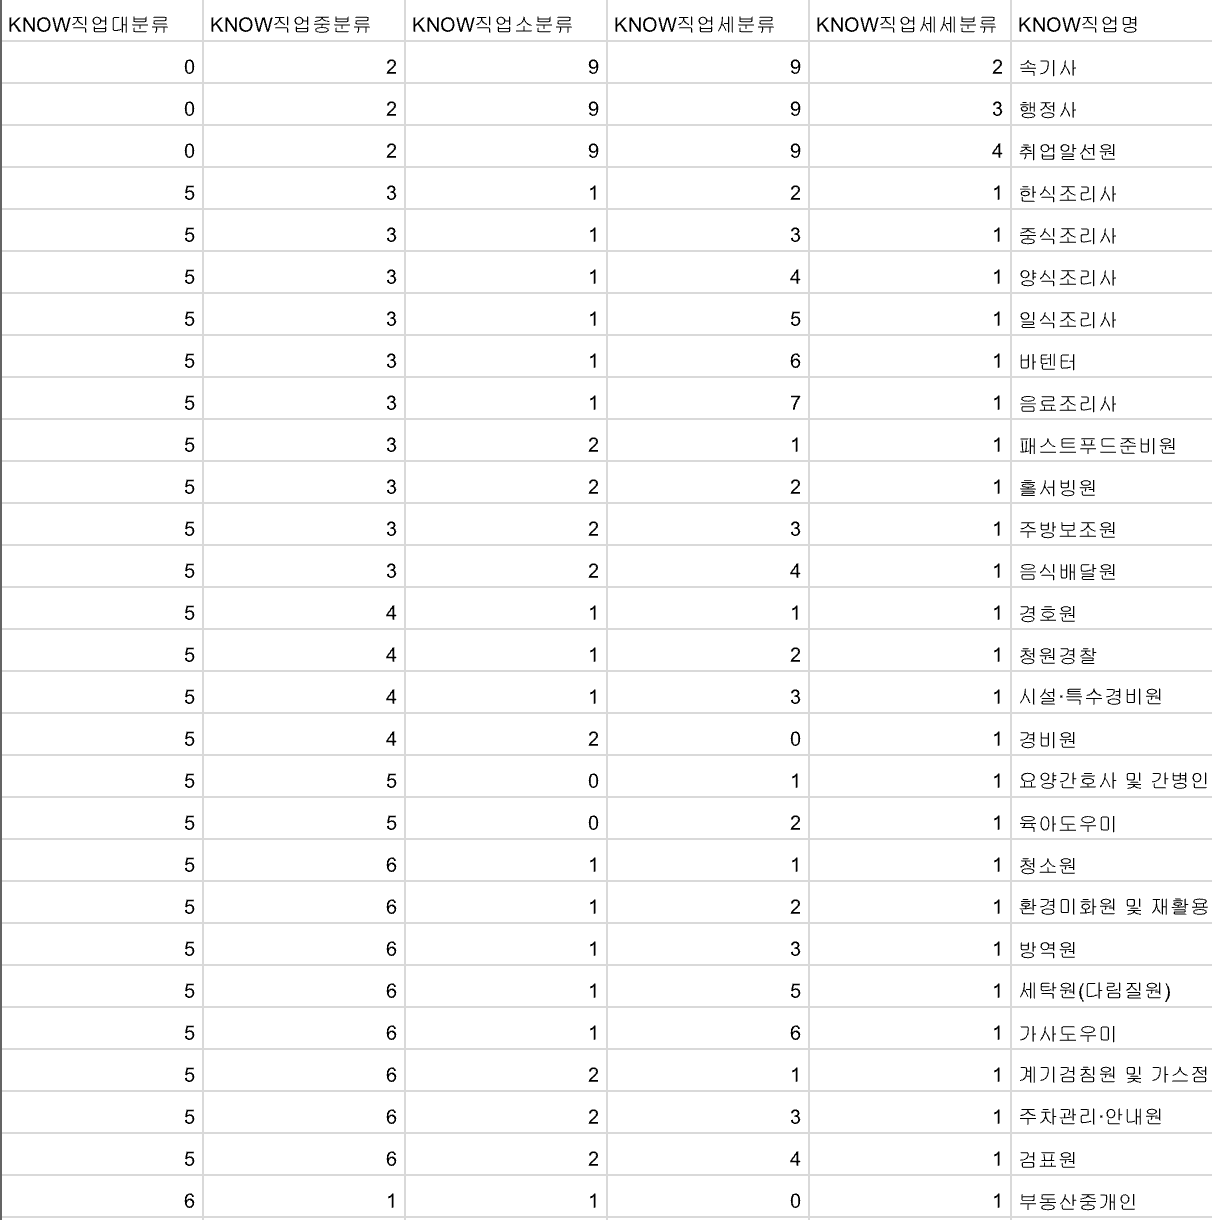 KNOW직업대분류 KNOW직업중분류 KNOW직업소분류 KNOW직업세분류 KNOW직업세세분류 KNOW직업명
0 2 9 9 2 속기사
0 2 9 9 3 행정사
0 2 9 9 4 취업알선원
5 3 1 2 1 한식조리사
5 3 1 3 1 중식조리사
5 3 1 4 1 양식조리사
5 3 1 5 1 일식조리사
5 3 1 6 1 바텐터
5 3 1 7 1 음료조리사
5 3 2 1 1 패스트푸드준비원
5 3 2 2 1 홀서빙원
5 3 2 3 1 주방보조원
5 3 2 4 1 음식배달원
5 4 1 1 1 경호원
5 4 1 2 1 청원경찰
5 4 1 3 1 시설·특수경비원
5 4 2 0 1 경비원
5 5 0 1 1 요양간호사 및 간병인
5 5 0 2 1 육아도우미
5 6 1 1 1 청소원
5 6 1 2 1 환경미화원 및 재활용
5 6 1 3 1 방역원
5 6 1 5 1 세탁원(다림질원)
5 6 1 6 1 가사도우미
5 6 2 1 1 계기검침원 및 가스점
5 6 2 3 1 주차관리·안내원
5 6 2 4 1 검표원
6 1 1 0 1 부동산중개인